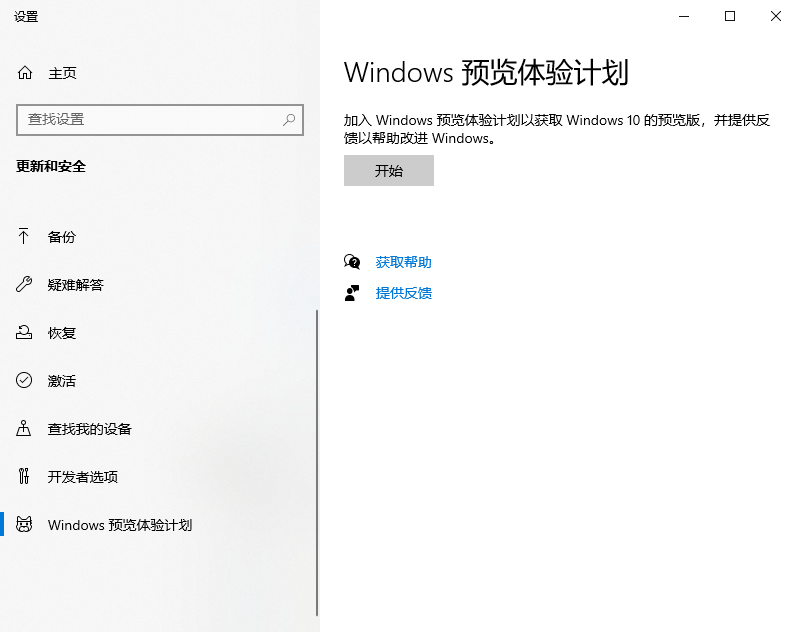 设置
主页
查找设置
更新和安全
备份
疑难解答
恢复
激活
查找我的设备
开发者选项
Windows 预览体验计划
Windows 预览体验计划
加入 Windows 预览体验计划以获取 Windows 10 的预览版，并提供反
馈以帮助改进 Windows。
开始
获取帮助
提供反馈